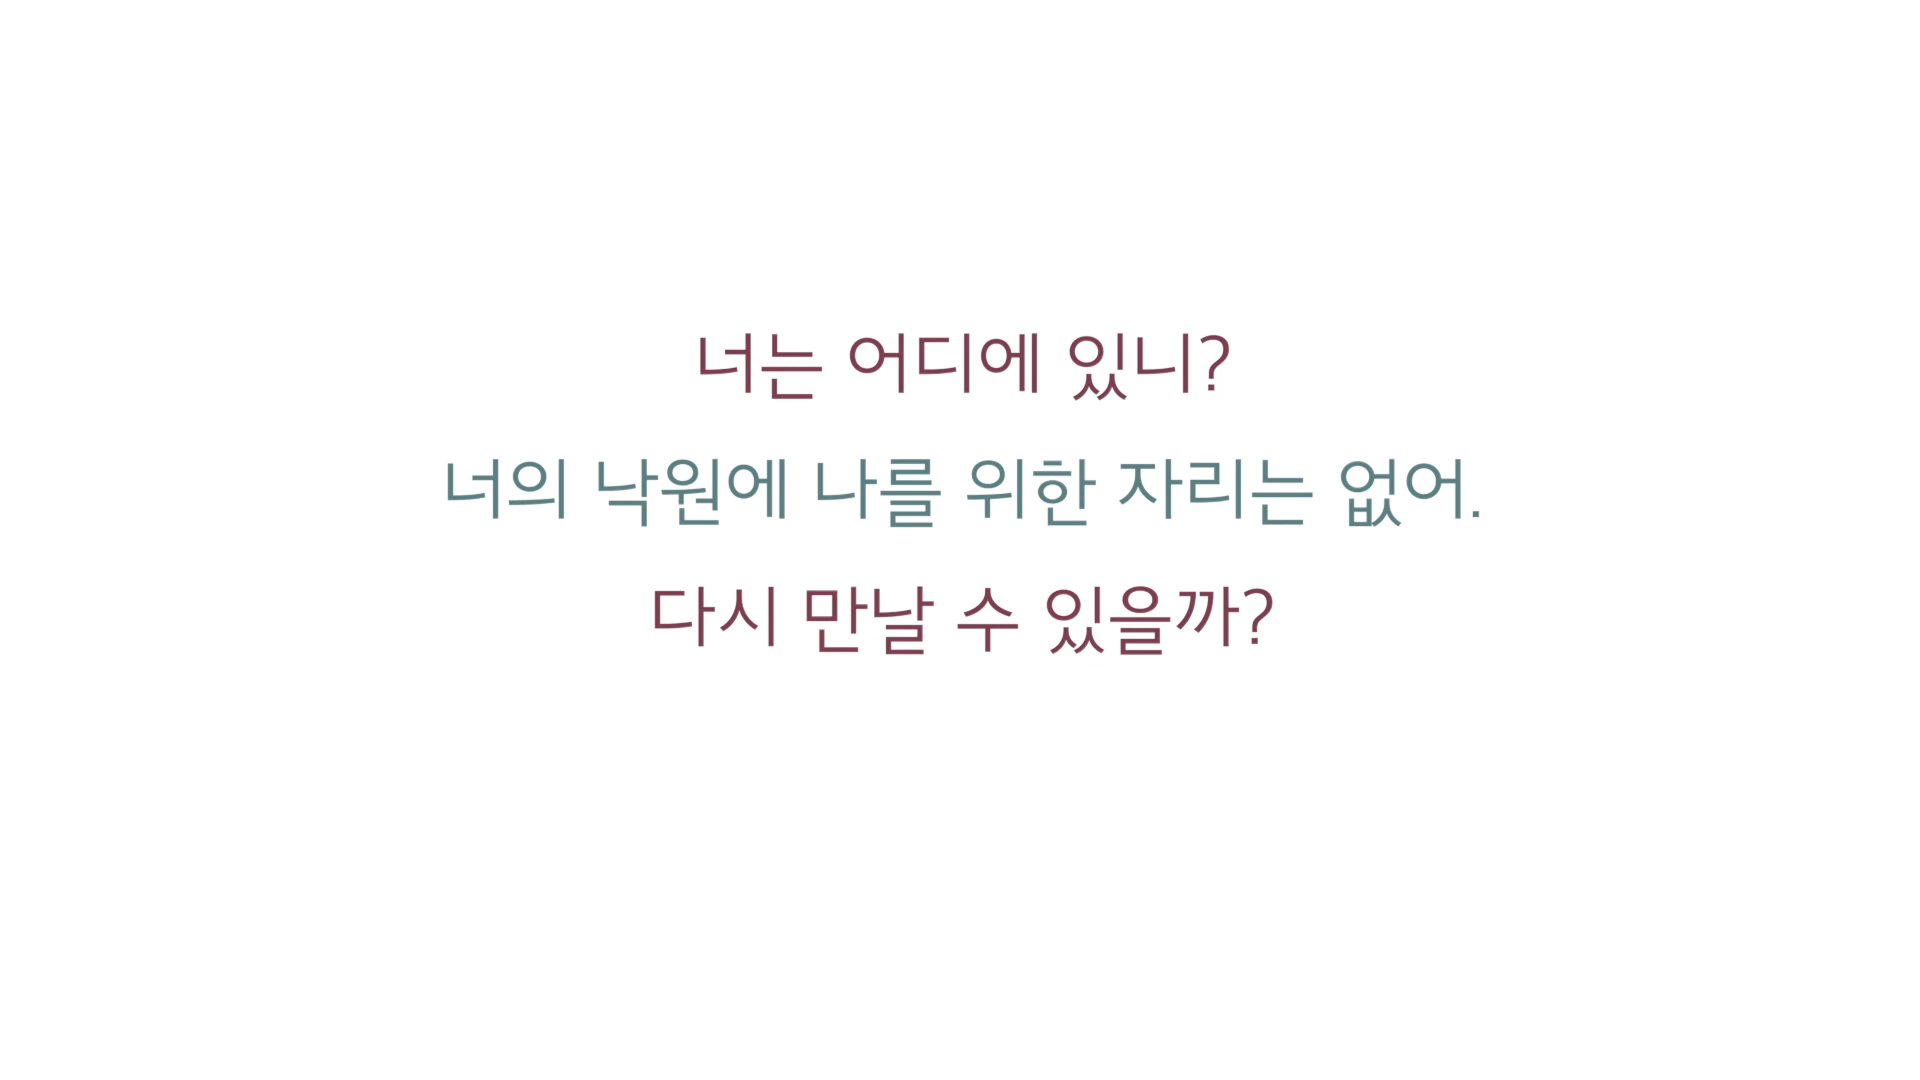 너는 어디에 있니?
너의 낙원에 나를 위한 자리는 없어.
다시 만날 수 있을까?